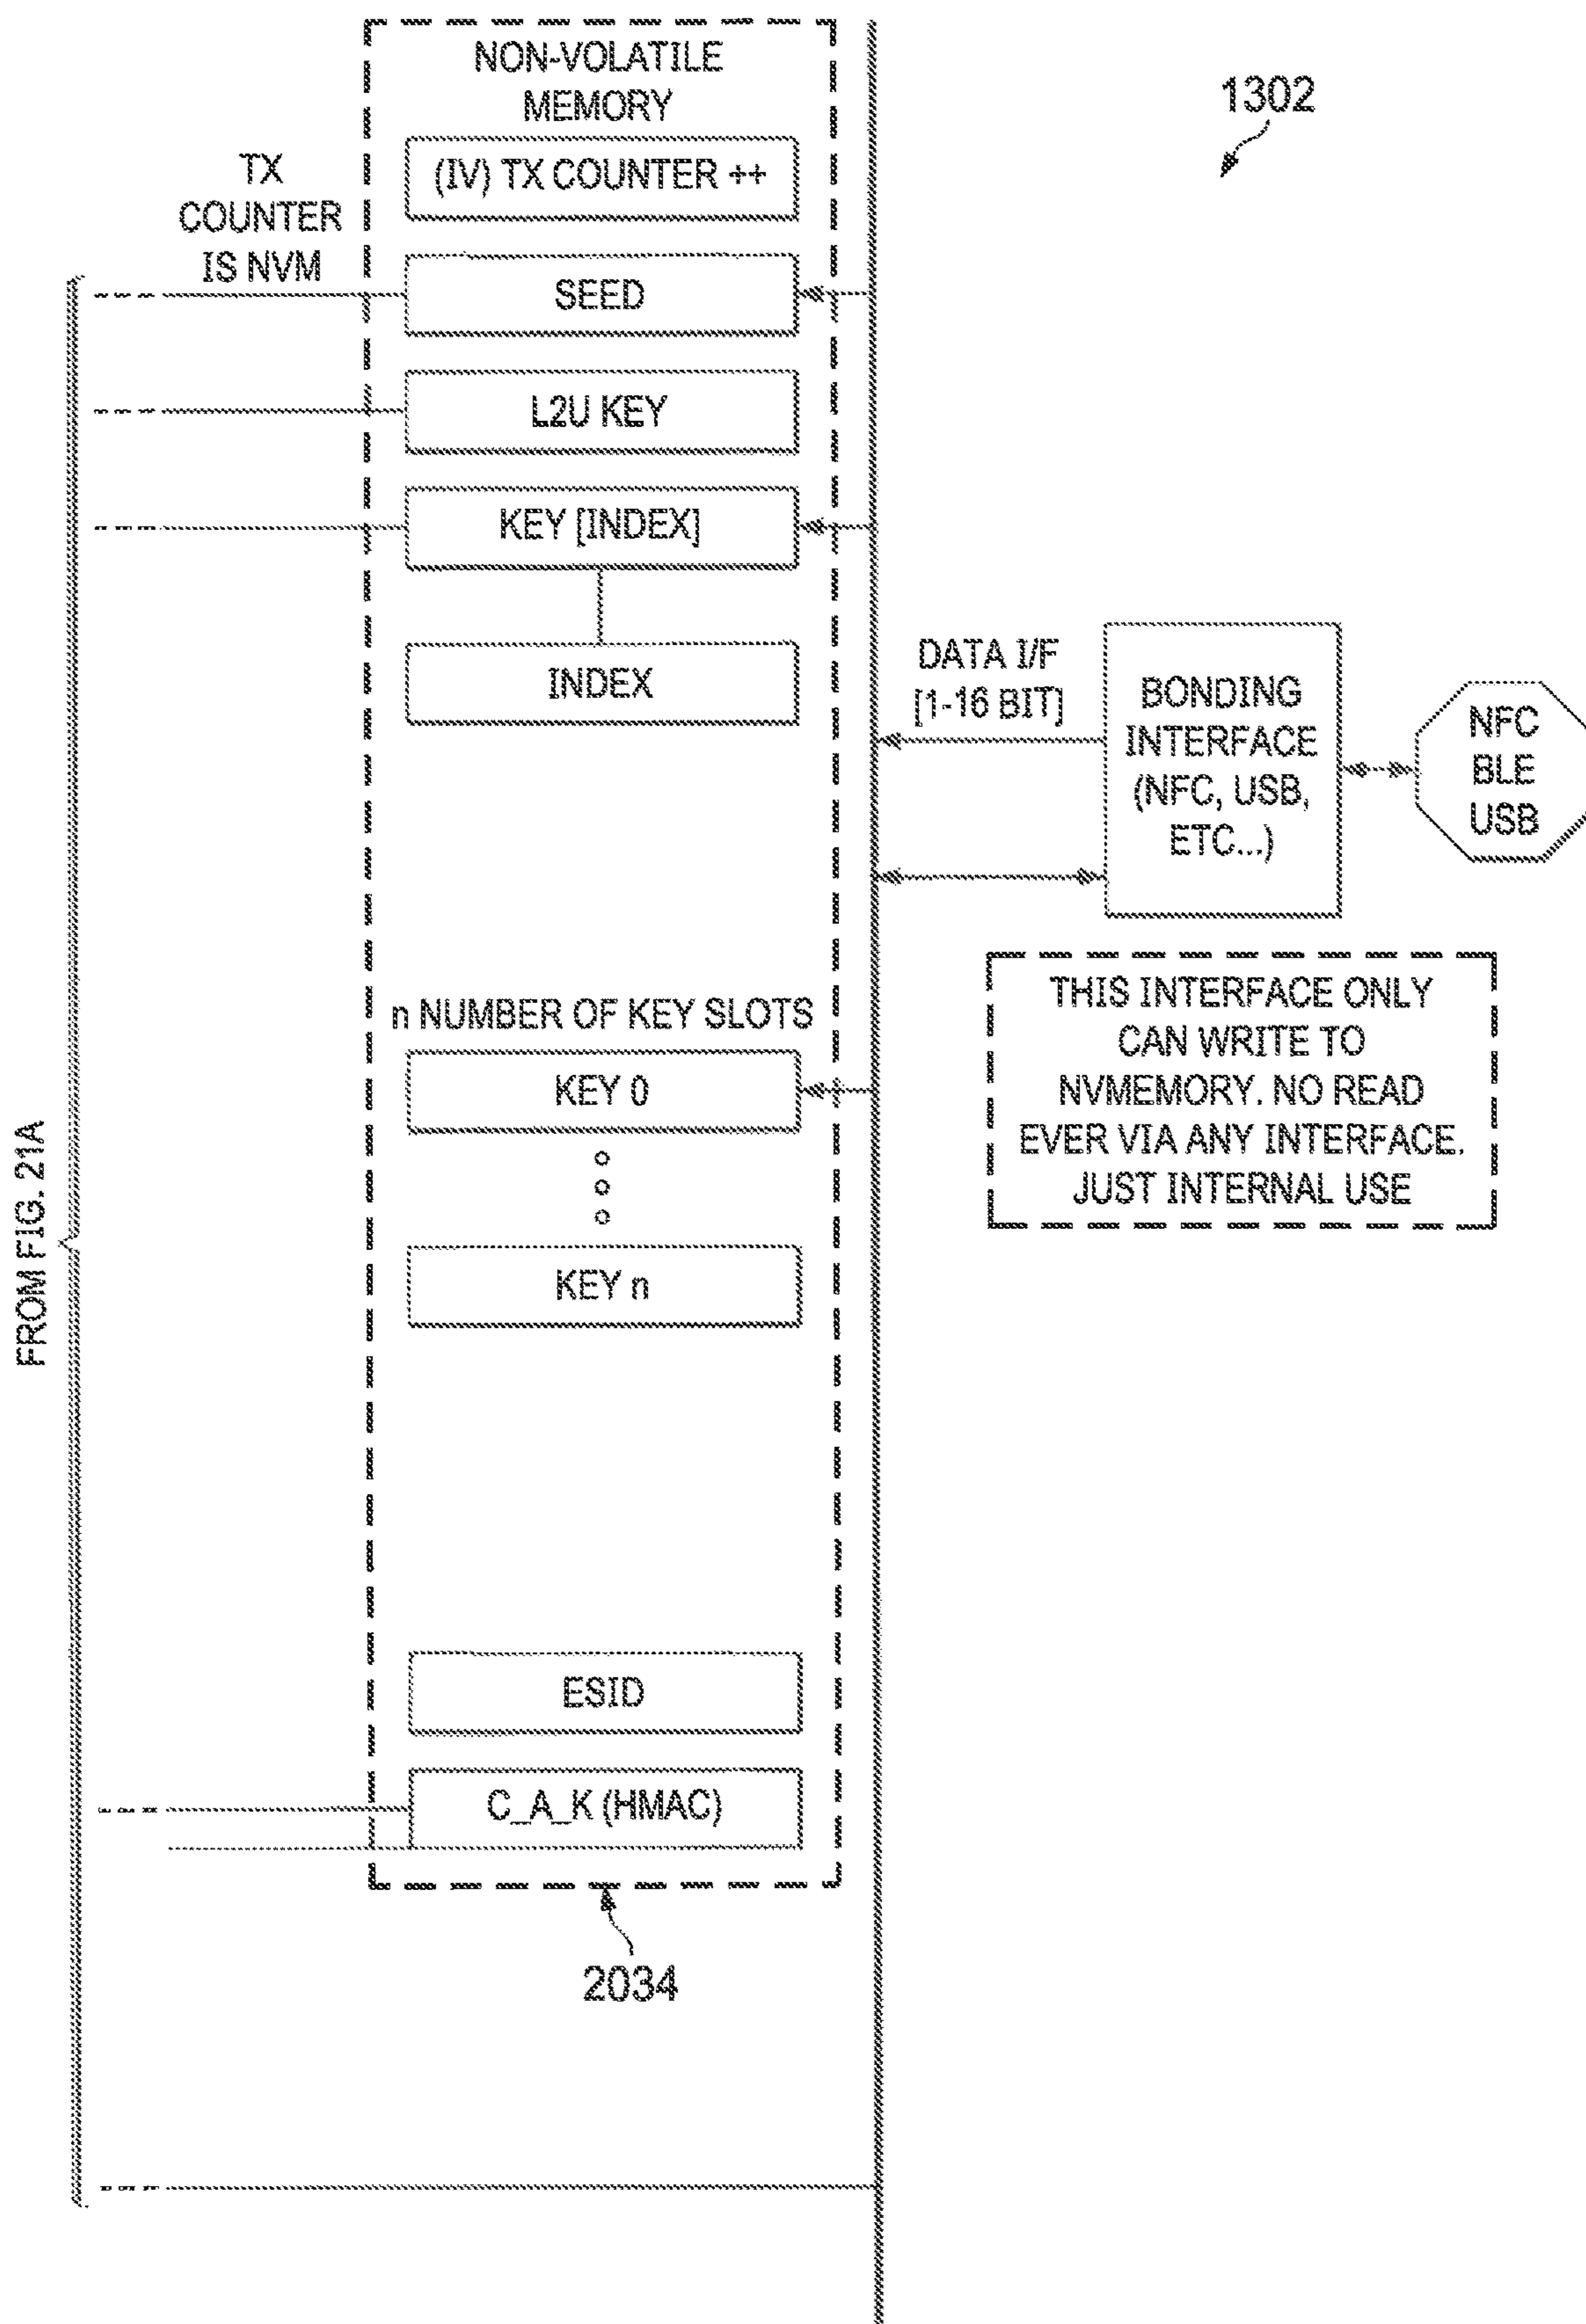 NON-VOLATILE
MEMORY
1302
(IV) TX COUNTER ++
TX
COUNTER
IS NVM
SEED
L2U KEY
KEY [INDEX]
INDEX
DATA I/F
[1-16 BIT]
BONDING
INTERFACE
(NFC, USB,
ETC...)
NFC
BLE
USB
THIS INTERFACE ONLY
CAN WRITE TO
NVMEMORY. NO READ
EVER VIA ANY INTERFACE.
JUST INTERNAL USE
n NUMBER OF KEY SLOTS
KEY 0
KEY n
FROM FIG. 21A
ESID
C_A_K (HMAC)
2034